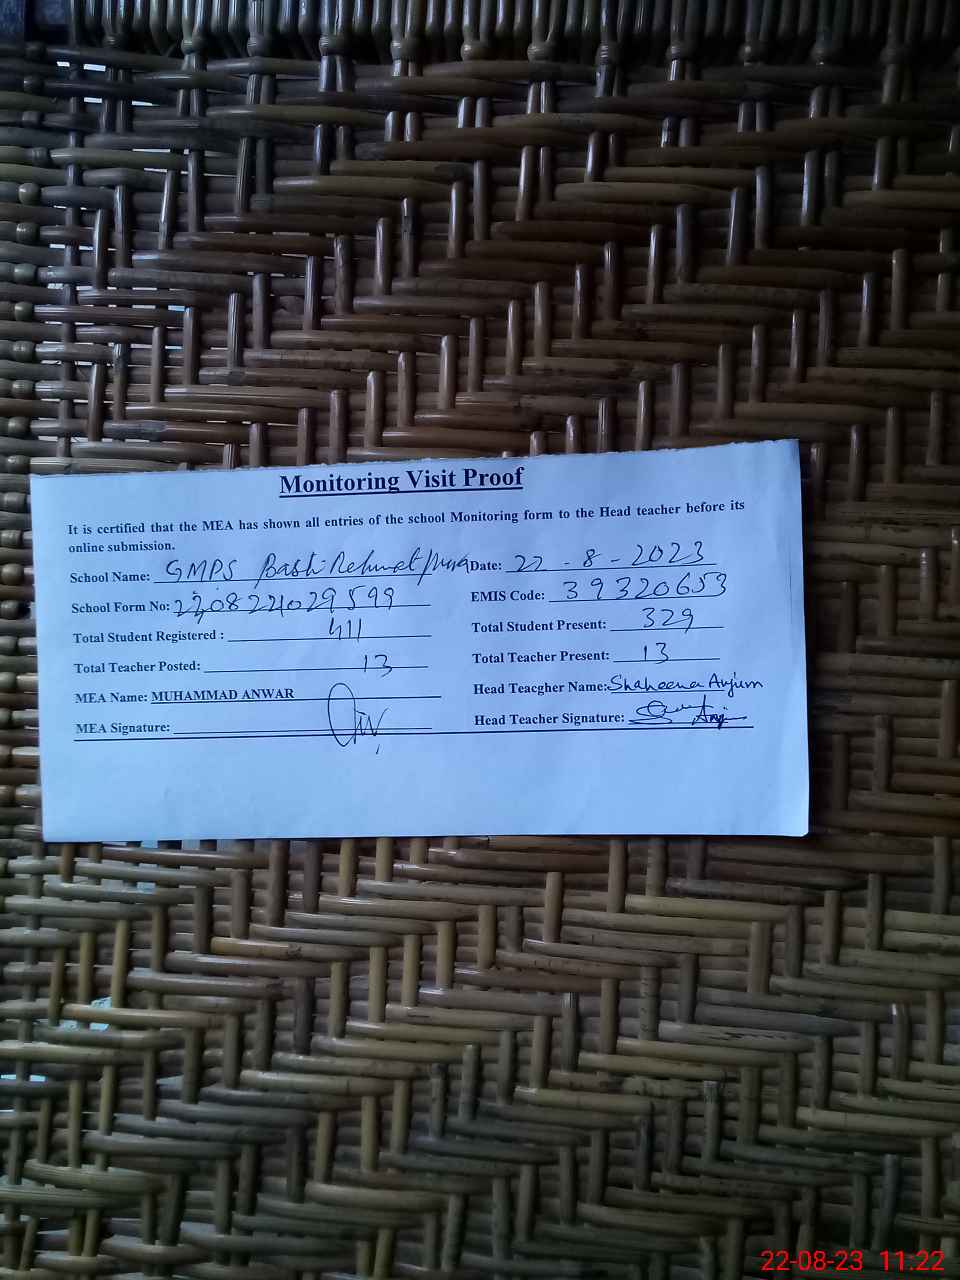 Monitoring Visit Proof
It is certified that the MEA has shown all entries of the school Monitoring form to the Head teacher before its
online submission.
School Name: GMPS Basti Rehmat pura Date: 22-8-2023
School Form No: EMIS Code: 39320653
Total Student Registered : 411 Total Student Present: 329
Total Teacher Posted: 13 Total Teacher Present: 13
MEA Name: MUHAMMAD ANWAR Head Teacgher Name: Shaheena Anjum
MEA Signature: Head Teacher Signature:
22-08-23 11:22